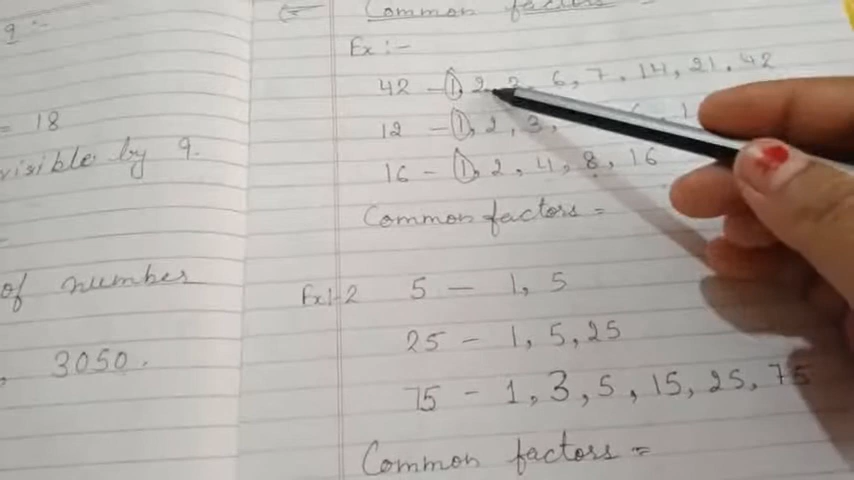 9:-
= 18
visible by 9.
of number
3050.
Common factors
Ex :-
42 - 1, 2, 3, 6, 7, 14, 21, 42
12 - 1, 2, 3,
16 - 1, 2, 4, 8, 16
Common factors =
Ex:-2 5 - 1, 5
25 - 1, 5, 25
75 - 1, 3, 5, 15, 25, 75
Common factors =